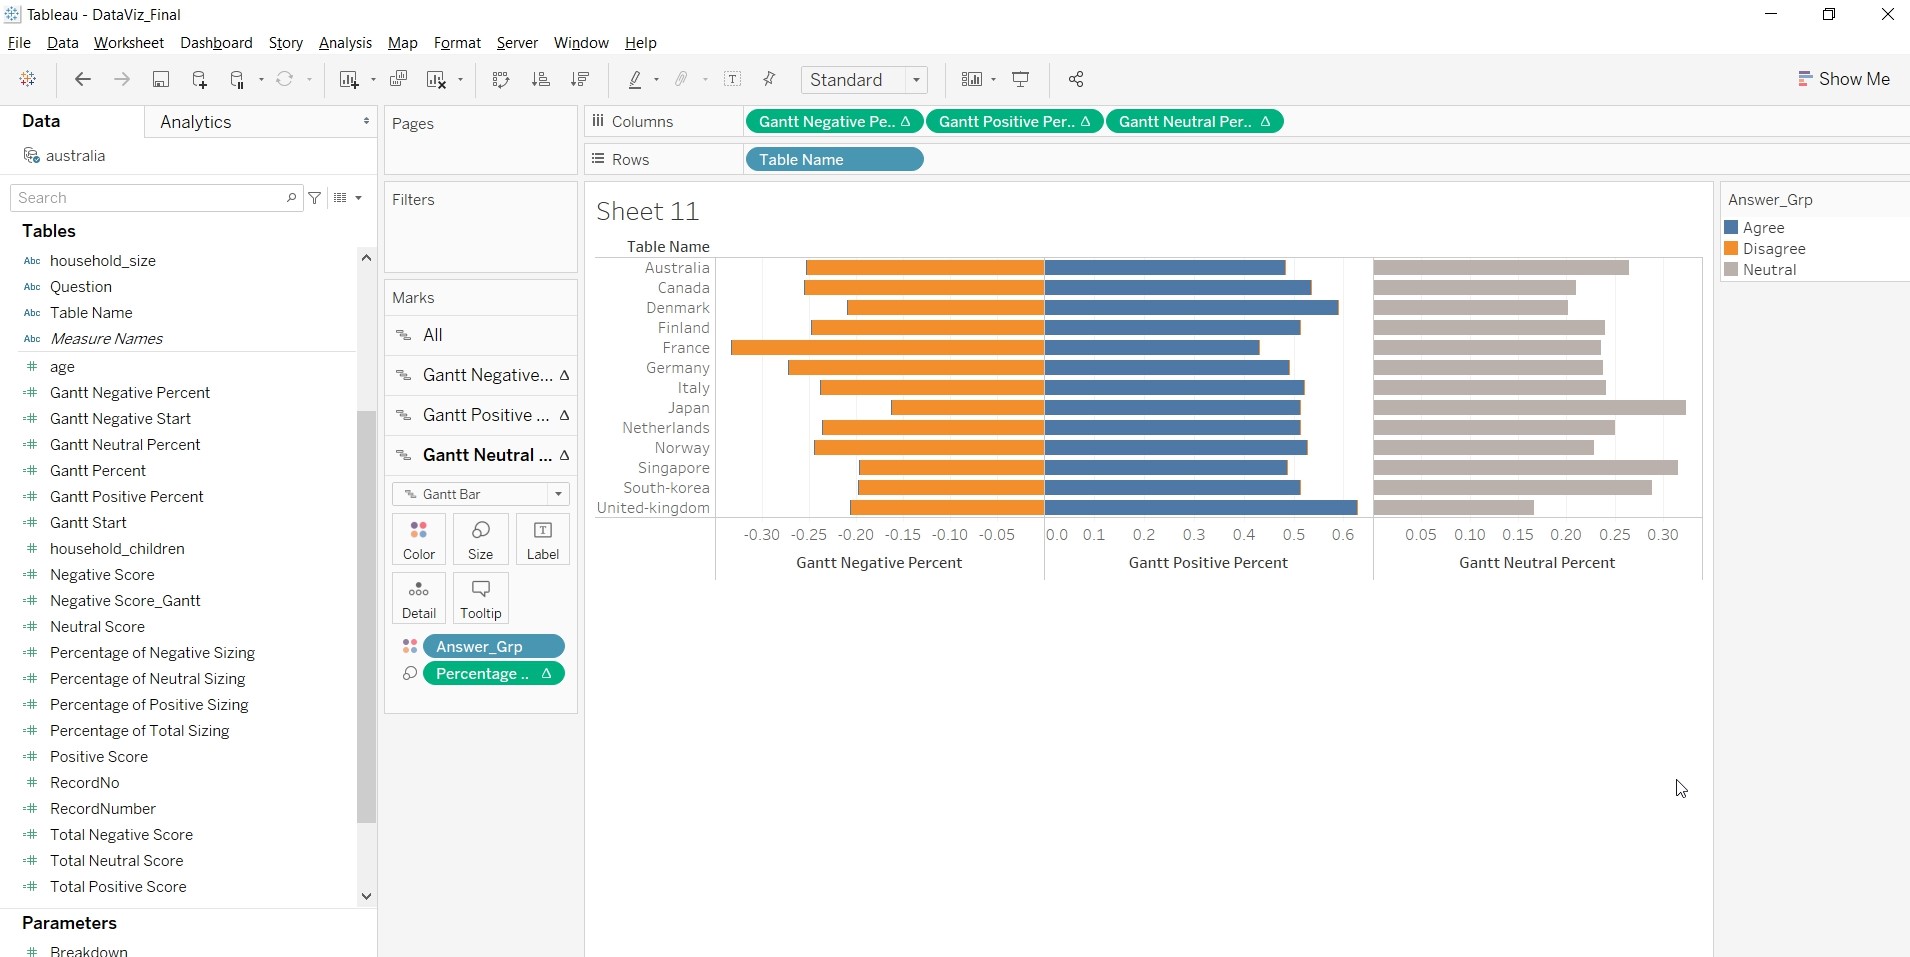 Tableau - DataViz_Final
File Data Worksheet Dashboard Story Analysis Map Format Server Window Help
Standard
Show Me
Data
Analytics
australia
Search
Tables
Abc household_size
Abc Question
Abc Table Name
Abc Measure Names
# age
=# Gantt Negative Percent
=# Gantt Negative Start
=# Gantt Neutral Percent
=# Gantt Percent
=# Gantt Positive Percent
=# Gantt Start
# household_children
=# Negative Score
=# Negative Score_Gantt
=# Neutral Score
=# Percentage of Negative Sizing
=# Percentage of Neutral Sizing
=# Percentage of Positive Sizing
=# Percentage of Total Sizing
=# Positive Score
# RecordNo
=# RecordNumber
=# Total Negative Score
=# Total Neutral Score
=# Total Positive Score
Parameters
# Breakdown
Pages
Filters
Marks
All
Gantt Negative... Δ
Gantt Positive ... Δ
Gantt Neutral ... Δ
Gantt Bar
Color Size Label
Detail Tooltip
Answer_Grp
Percentage .. Δ
Columns
Gantt Negative Pe.. Δ Gantt Positive Per.. Δ Gantt Neutral Per.. Δ
Rows
Table Name
Sheet 11
Table Name
Australia
Canada
Denmark
Finland
France
Germany
Italy
Japan
Netherlands
Norway
Singapore
South-korea
United-kingdom
-0.30 -0.25 -0.20 -0.15 -0.10 -0.05
Gantt Negative Percent
0.0 0.1 0.2 0.3 0.4 0.5 0.6
Gantt Positive Percent
0.05 0.10 0.15 0.20 0.25 0.30
Gantt Neutral Percent
Answer_Grp
Agree
Disagree
Neutral